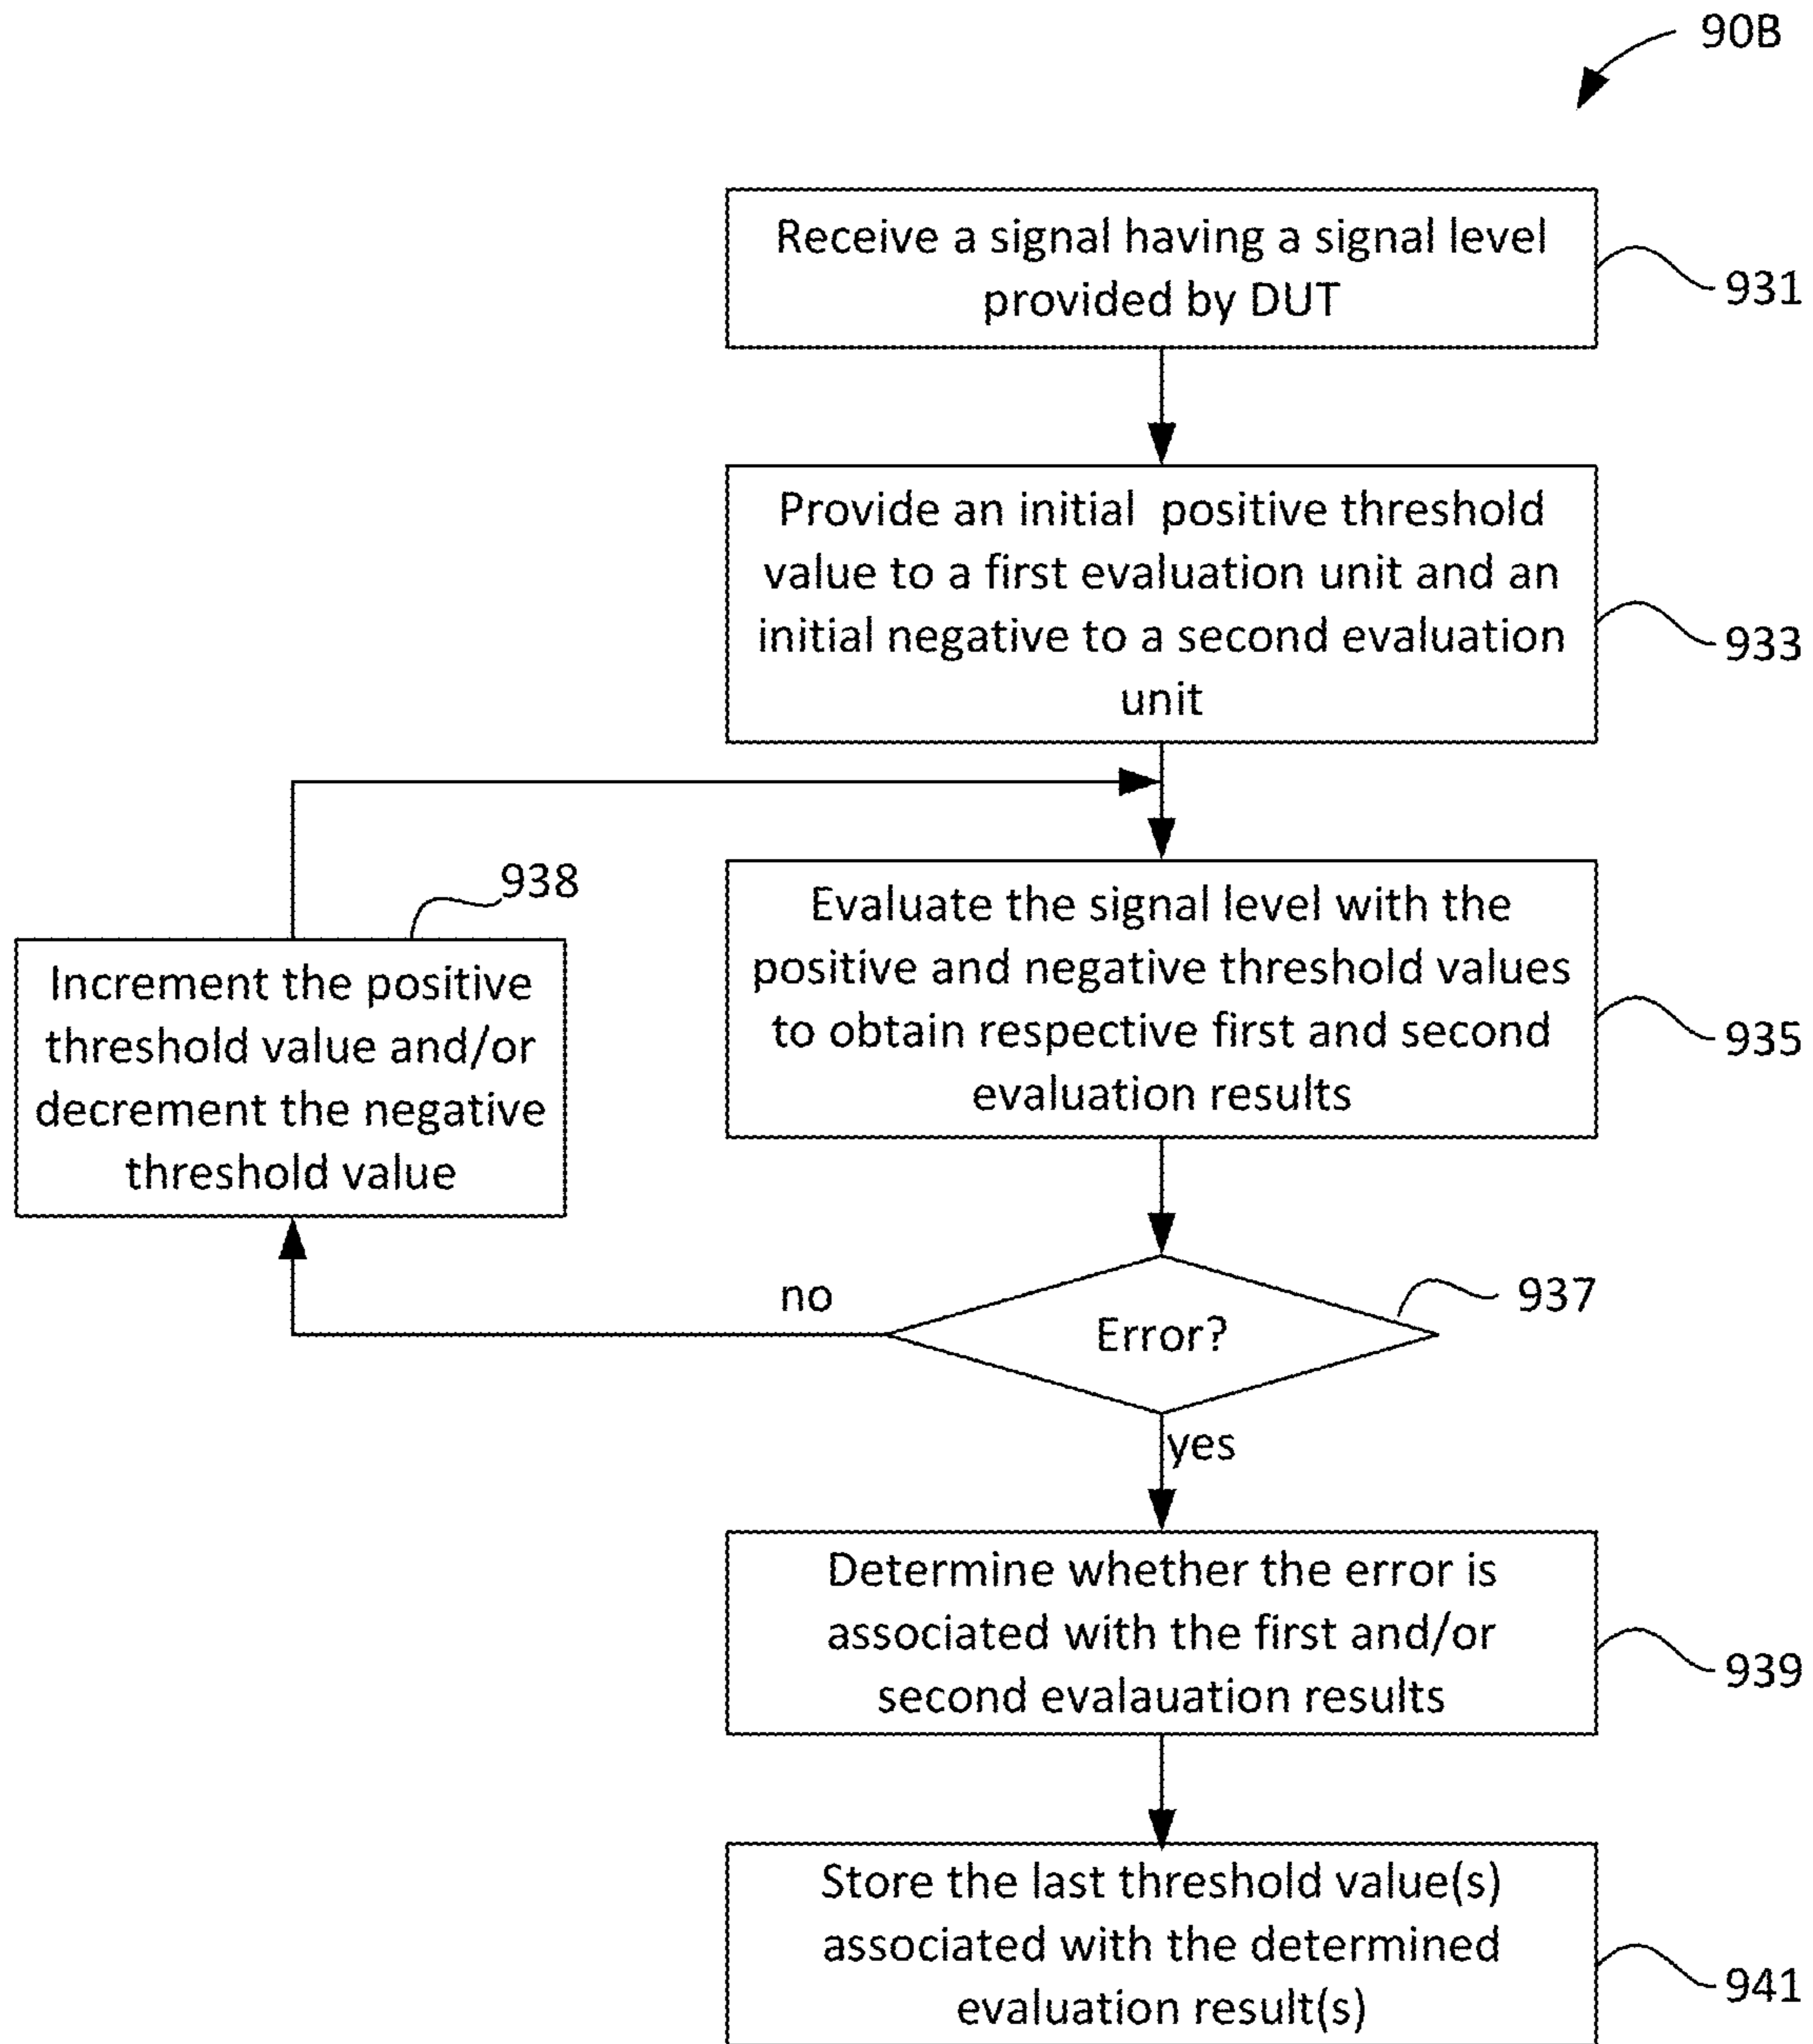 90B
Receive a signal having a signal level
provided by DUT
931
Provide an initial positive threshold
value to a first evaluation unit and an
initial negative to a second evaluation
unit
933
938
Increment the positive
threshold value and/or
decrement the negative
threshold value
Evaluate the signal level with the
positive and negative threshold values
to obtain respective first and second
evaluation results
935
no
Error?
937
yes
Determine whether the error is
associated with the first and/or
second evalauation results
939
Store the last threshold value(s)
associated with the determined
evaluation result(s)
941